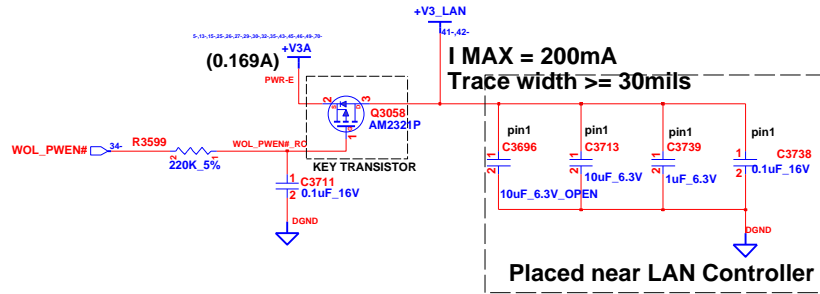 +V3_LAN
5-,13-,15-,25-,26-,27-,29-,30-,32-,35-,43-,45-,46-,49-,70-
+V3A
41-,42-
(0.169A)
I MAX = 200mA
Trace width >= 30mils
PWR-E
2
3
S
D
G
Q3058
AM2321P
1
WOL_PWEN#
34-
R3599
2
1
220K_5%
WOL_PWEN#_RC
KEY TRANSISTOR
1
2
C3711
0.1uF_16V
DGND
pin1
C3696
1
2
10uF_6.3V_OPEN
pin1
C3713
1
2
10uF_6.3V
pin1
C3739
1
2
1uF_6.3V
pin1
C3738
1
2
0.1uF_16V
DGND
Placed near LAN Controller